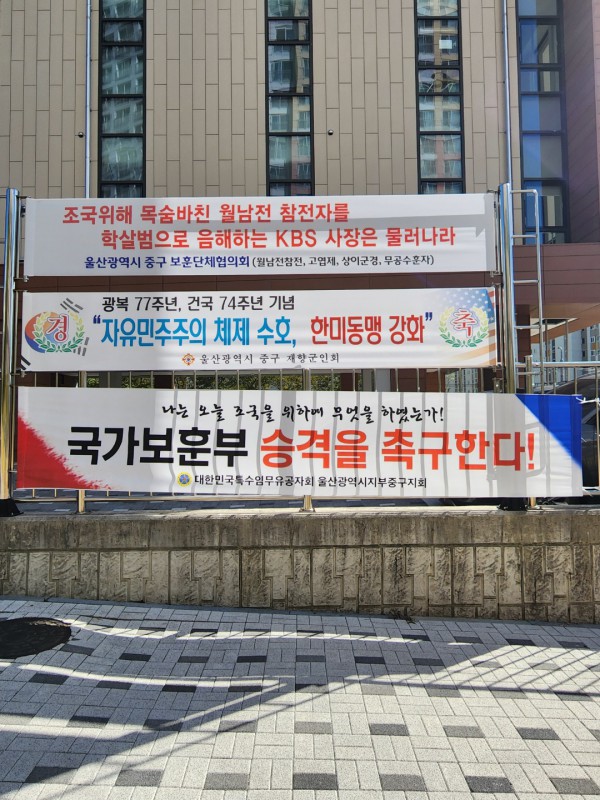 조국위해 목숨바친 월남전 참전자를
학살범으로 음해하는 KBS 사장은 물러나라
울산광역시 중구 보훈단체협의회 (월남전참전, 고엽제, 상이군경, 무공수훈자)
광복 77주년, 건국 74주년 기념
경 "자유민주주의 체제 수호, 한미동맹 강화" 축
울산광역시 중구 재향군인회
나는 오늘 조국을 위하여 무엇을 하였는가!
국가보훈부 승격을 촉구한다!
대한민국특수임무유공자회 울산광역시지부중구지회